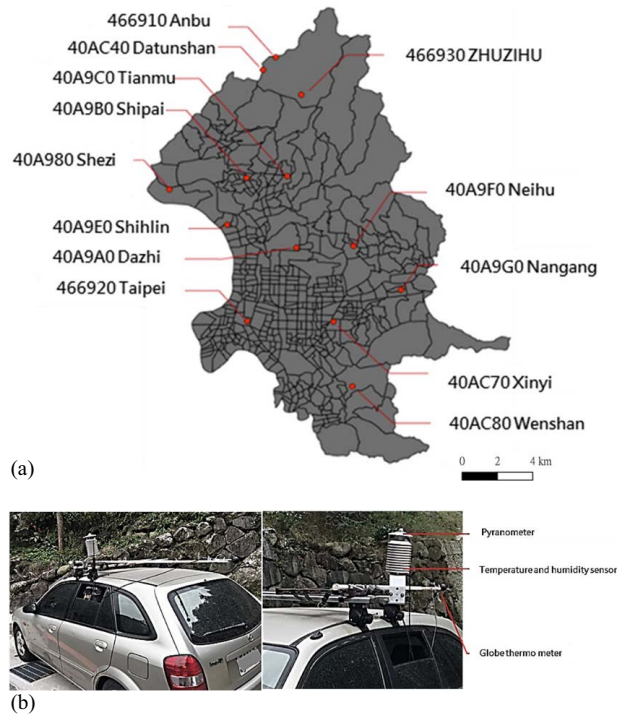 466910 Anbu
40AC40 Datunshan
466930 ZHUZIHU
40A9C0 Tianmu
40A9B0 Shipai
40A980 Shezi
40A9F0 Neihu
40A9E0 Shihlin
40A9A0 Dazhi
40A9G0 Nangang
466920 Taipei
40AC70 Xinyi
40AC80 Wenshan
(a)
0 2 4 km
Pyranometer
Temperature and humidity sensor
Globe thermo meter
(b)